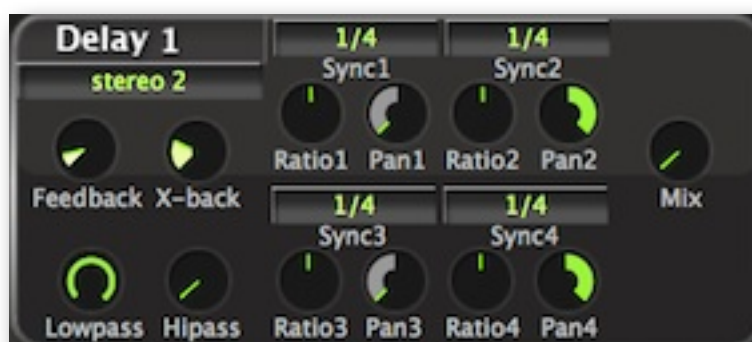 Delay 1
stereo 2
Feedback X-back
Lowpass Hipass
1/4 1/4
Sync1 Sync2
Ratio1 Pan1 Ratio2 Pan2
1/4 1/4
Sync3 Sync4
Ratio3 Pan3 Ratio4 Pan4
Mix